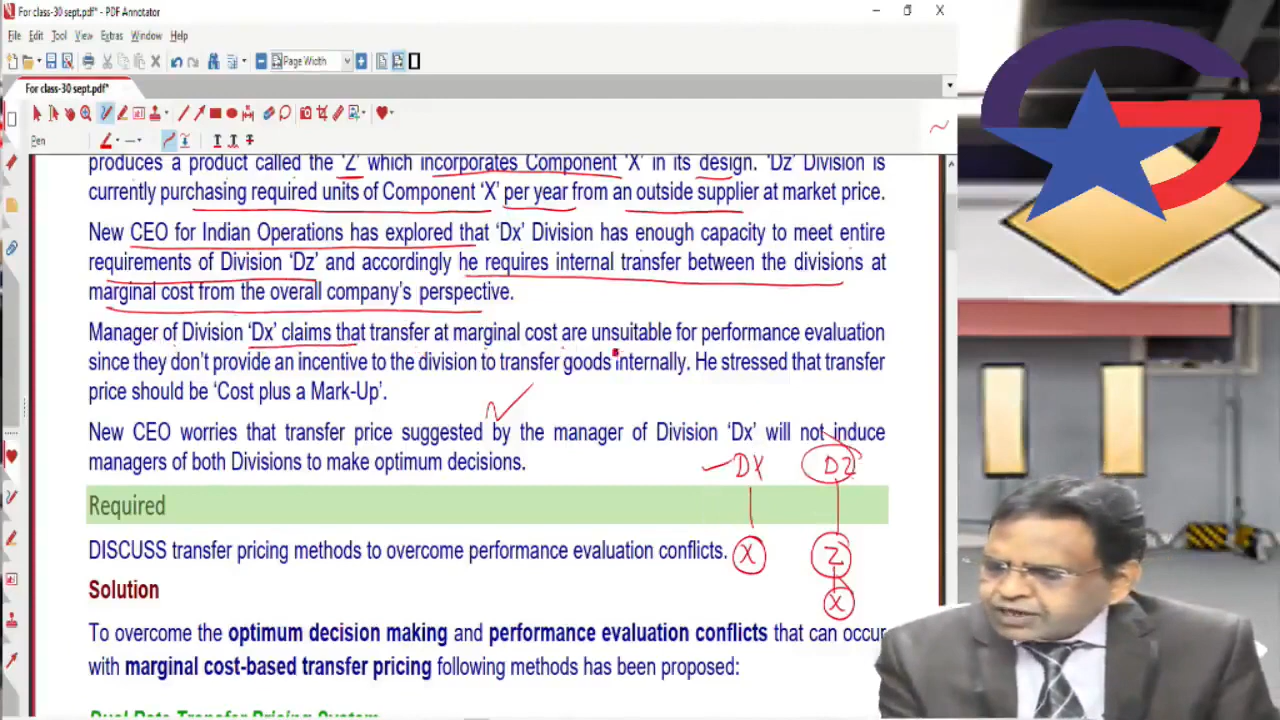 For class-30 sept.pdf* - PDF Annotator
File Edit Tool View Extras Window Help
Page Width
For class-30 sept.pdf*
Pen
produces a product called the 'Z' which incorporates Component 'X' in its design. 'Dz' Division is
currently purchasing required units of Component 'X' per year from an outside supplier at market price.
New CEO for Indian Operations has explored that 'Dx' Division has enough capacity to meet entire
requirements of Division 'Dz' and accordingly he requires internal transfer between the divisions at
marginal cost from the overall company's perspective.
Manager of Division 'Dx' claims that transfer at marginal cost are unsuitable for performance evaluation
since they don't provide an incentive to the division to transfer goods internally. He stressed that transfer
price should be 'Cost plus a Mark-Up'.
New CEO worries that transfer price suggested by the manager of Division 'Dx' will not induce
managers of both Divisions to make optimum decisions.
DX DZ
Required
DISCUSS transfer pricing methods to overcome performance evaluation conflicts.
X Z
Solution
X
To overcome the optimum decision making and performance evaluation conflicts that can occur
with marginal cost-based transfer pricing following methods has been proposed:
Dual Rate Transfer Pricing System